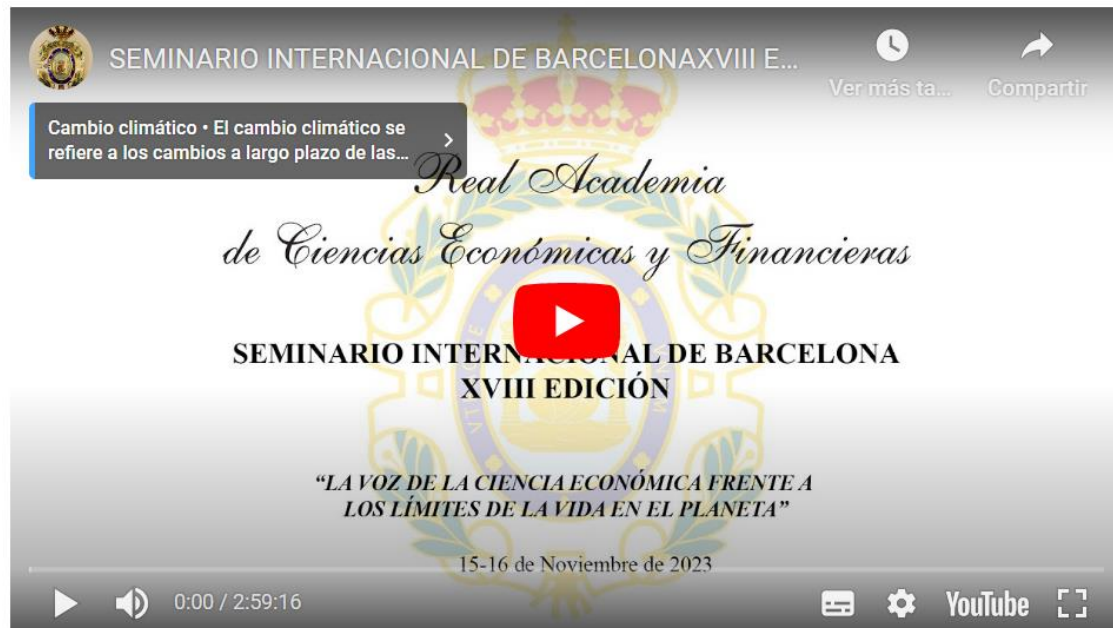 SEMINARIO INTERNACIONAL DE BARCELONAXVIII E...
Ver más ta...
Compartir
Cambio climático • El cambio climático se
refiere a los cambios a largo plazo de las...
Real Academia
de Ciencias Económicas y Financieras
SEMINARIO INTERNACIONAL DE BARCELONA
XVIII EDICIÓN
“LA VOZ DE LA CIENCIA ECONÓMICA FRENTE A
LOS LÍMITES DE LA VIDA EN EL PLANETA”
15-16 de Noviembre de 2023
0:00 / 2:59:16
YouTube